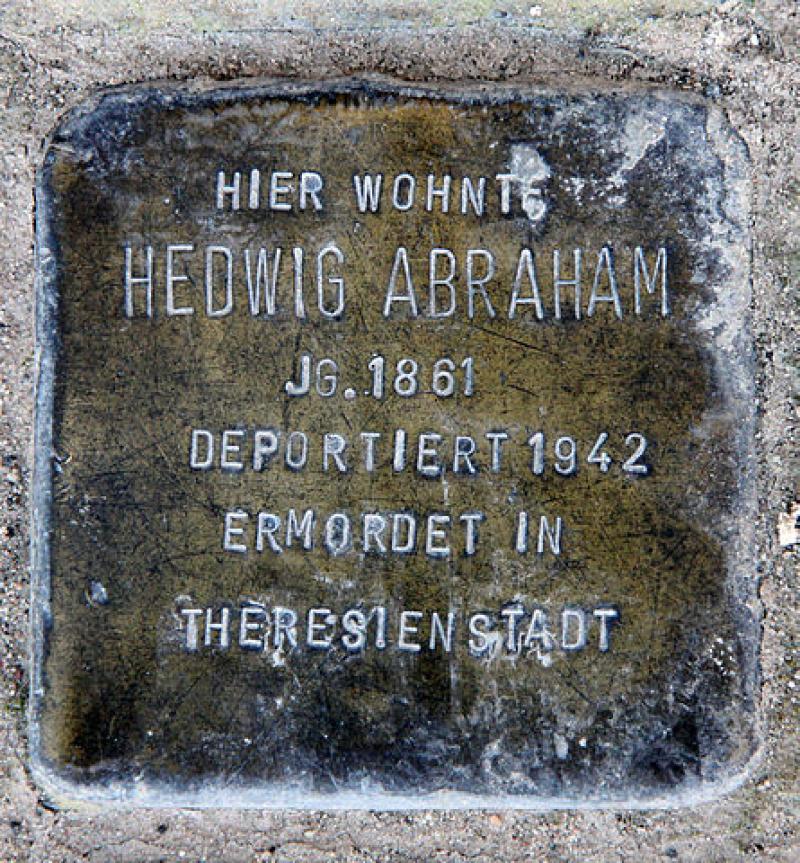 HIER WOHNTE
HEDWIG ABRAHAM
JG. 1861
DEPORTIERT 1942
ERMORDET IN
THERESIENSTADT